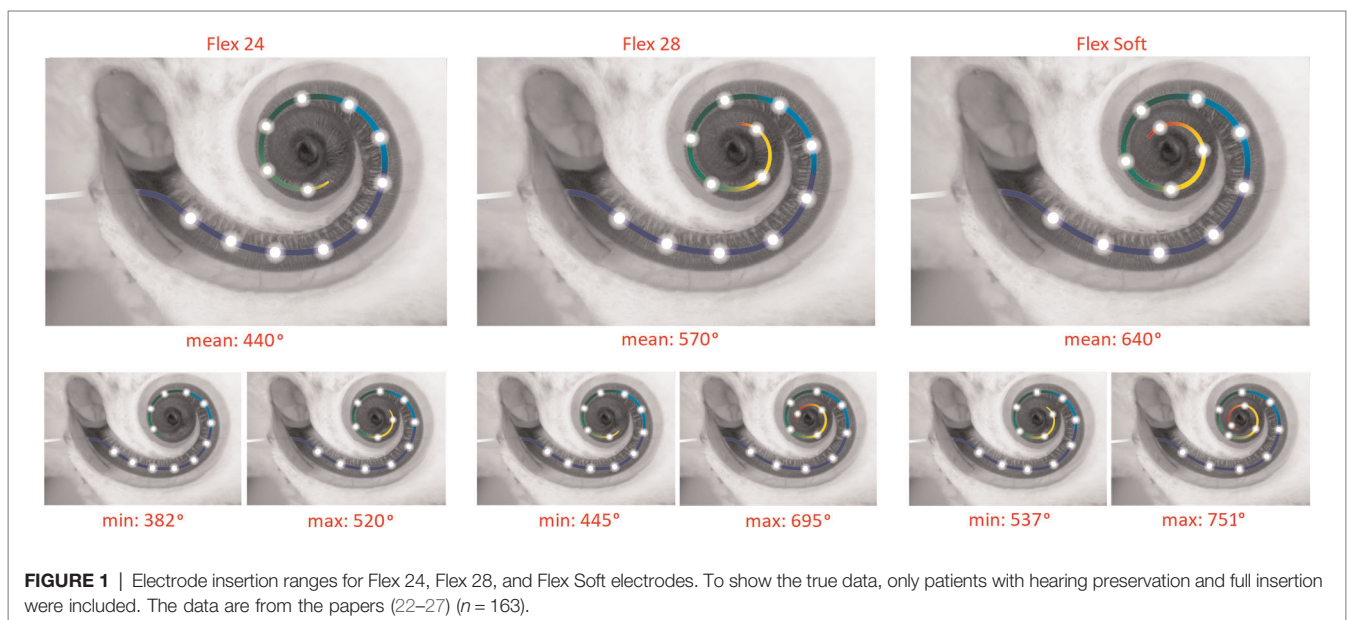 Flex 24
Flex 28
Flex Soft
mean: 440°
mean: 570°
mean: 640°
min: 382°
max: 520°
min: 445°
max: 695°
min: 537°
max: 751°
FIGURE 1 | Electrode insertion ranges for Flex 24, Flex 28, and Flex Soft electrodes. To show the true data, only patients with hearing preservation and full insertion
were included. The data are from the papers (22–27) (n = 163).